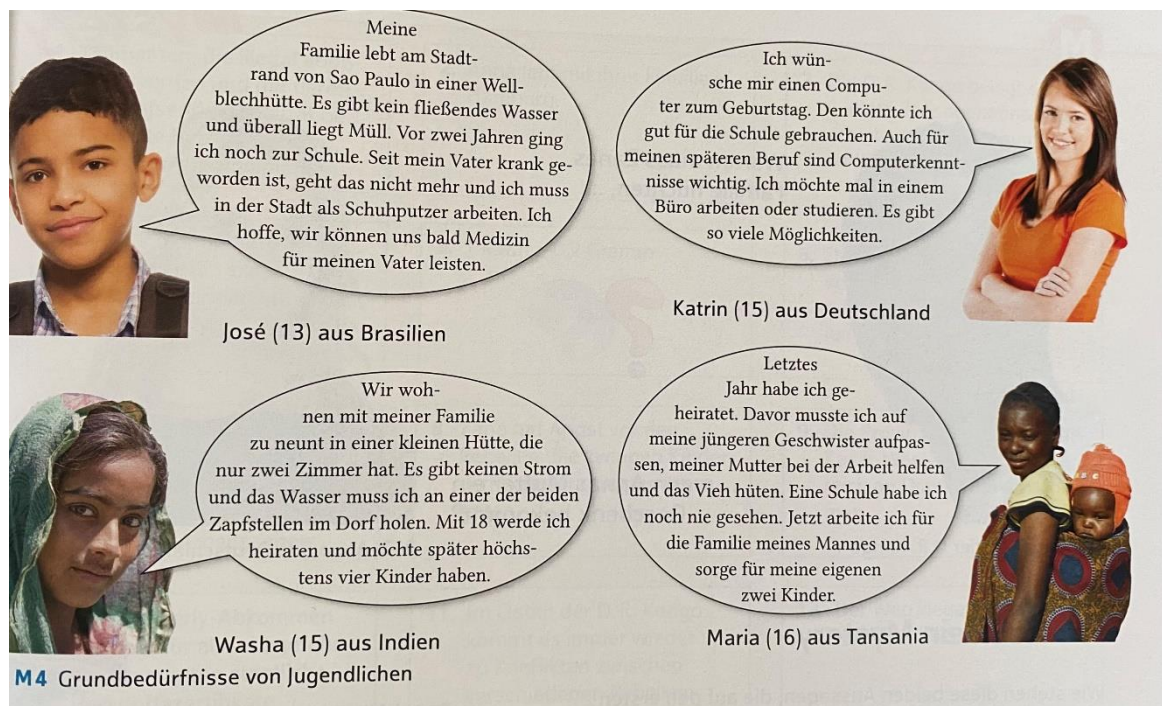 Meine
Familie lebt am Stadt-
rand von Sao Paulo in einer Well-
blechhütte. Es gibt kein fließendes Wasser
und überall liegt Müll. Vor zwei Jahren ging
ich noch zur Schule. Seit mein Vater krank ge-
worden ist, geht das nicht mehr und ich muss
in der Stadt als Schuhputzer arbeiten. Ich
hoffe, wir können uns bald Medizin
für meinen Vater leisten.
José (13) aus Brasilien
Ich wün-
sche mir einen Compu-
ter zum Geburtstag. Den könnte ich
gut für die Schule gebrauchen. Auch für
meinen späteren Beruf sind Computerkennt-
nisse wichtig. Ich möchte mal in einem
Büro arbeiten oder studieren. Es gibt
so viele Möglichkeiten.
Katrin (15) aus Deutschland
Wir woh-
nen mit meiner Familie
zu neunt in einer kleinen Hütte, die
nur zwei Zimmer hat. Es gibt keinen Strom
und das Wasser muss ich an einer der beiden
Zapfstellen im Dorf holen. Mit 18 werde ich
heiraten und möchte später höchs-
tens vier Kinder haben.
Washa (15) aus Indien
Letztes
Jahr habe ich ge-
heiratet. Davor musste ich auf
meine jüngeren Geschwister aufpas-
sen, meiner Mutter bei der Arbeit helfen
und das Vieh hüten. Eine Schule habe ich
noch nie gesehen. Jetzt arbeite ich für
die Familie meines Mannes und
sorge für meine eigenen
zwei Kinder.
Maria (16) aus Tansania
M4 Grundbedürfnisse von Jugendlichen